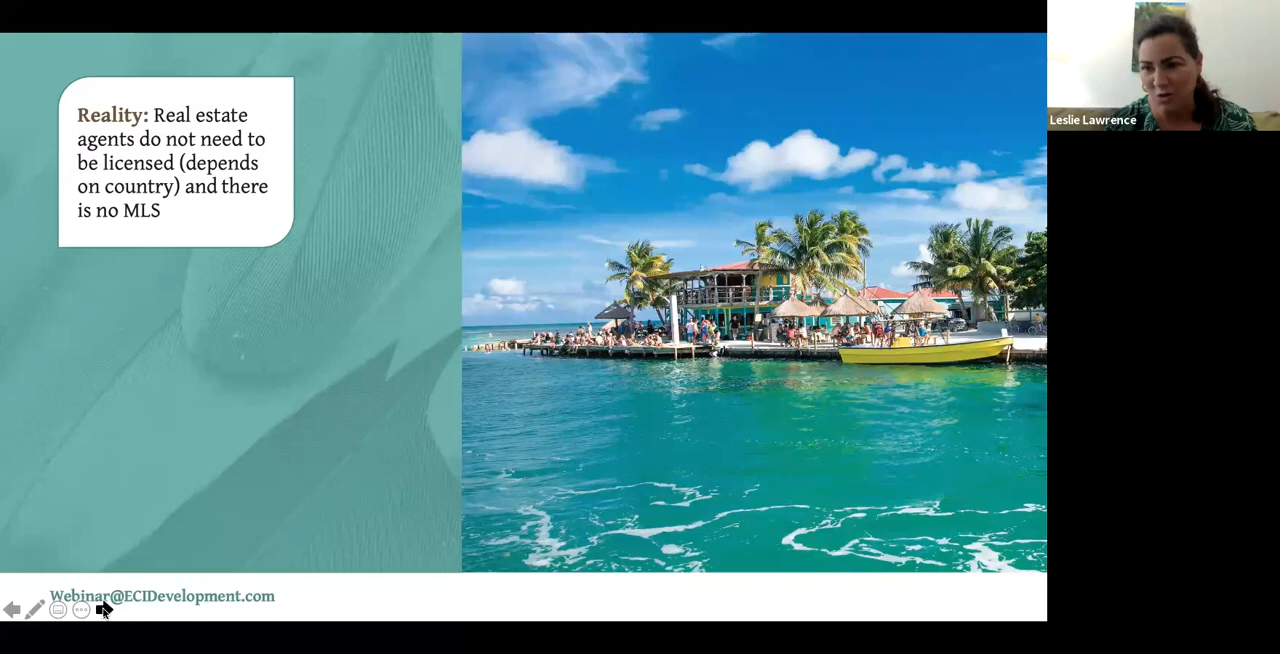 Reality: Real estate
agents do not need to
be licensed (depends
on country) and there
is no MLS
Leslie Lawrence
Webinar@ECIDevelopment.com